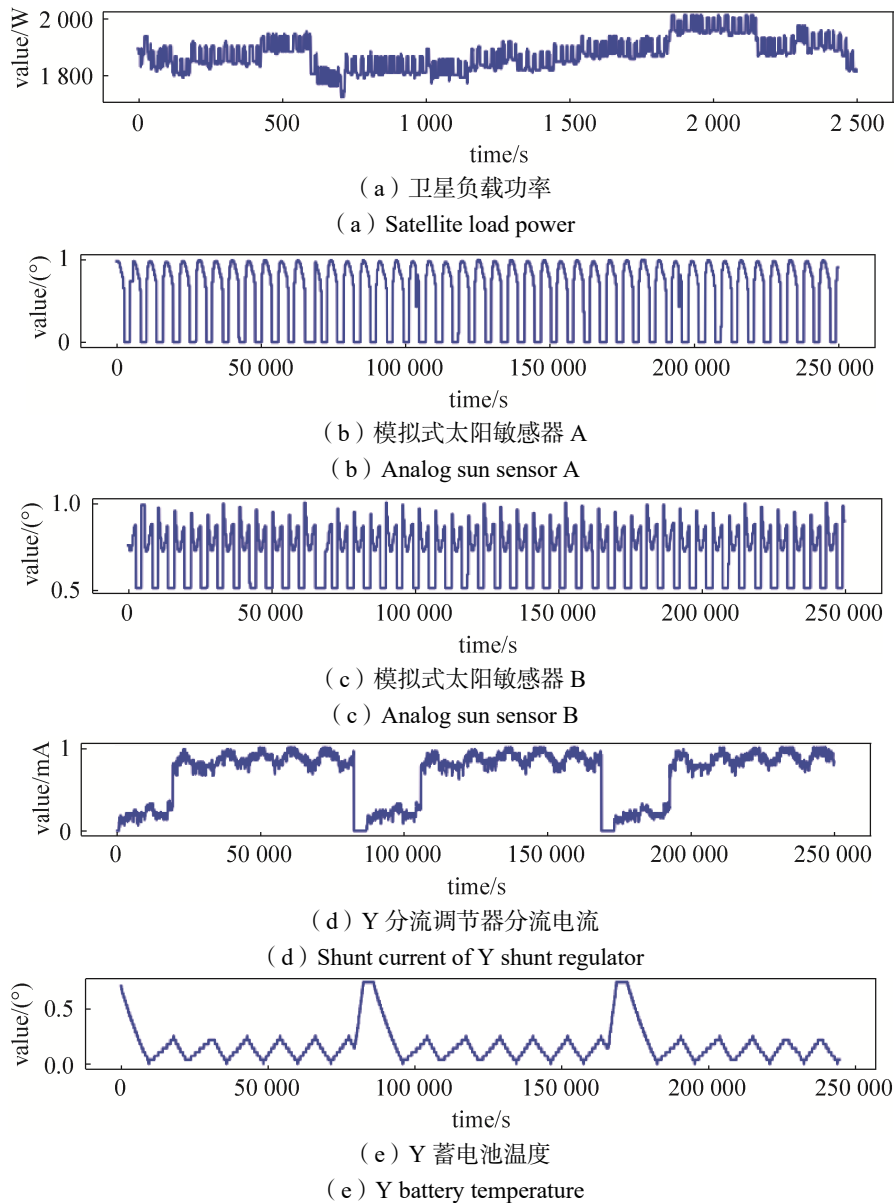 value/W
2 000
1 800
0 500 1 000 1 500 2 000 2 500
time/s
（a）卫星负载功率
（a）Satellite load power
value/(°)
1
0
0 50 000 100 000 150 000 200 000 250 000
time/s
（b）模拟式太阳敏感器 A
（b）Analog sun sensor A
value/(°)
1.0
0.5
0 50 000 100 000 150 000 200 000 250 000
time/s
（c）模拟式太阳敏感器 B
（c）Analog sun sensor B
value/mA
1
0
0 50 000 100 000 150 000 200 000 250 000
time/s
（d）Y 分流调节器分流电流
（d）Shunt current of Y shunt regulator
value/(°)
0.5
0.0
0 50 000 100 000 150 000 200 000 250 000
time/s
（e）Y 蓄电池温度
（e）Y battery temperature